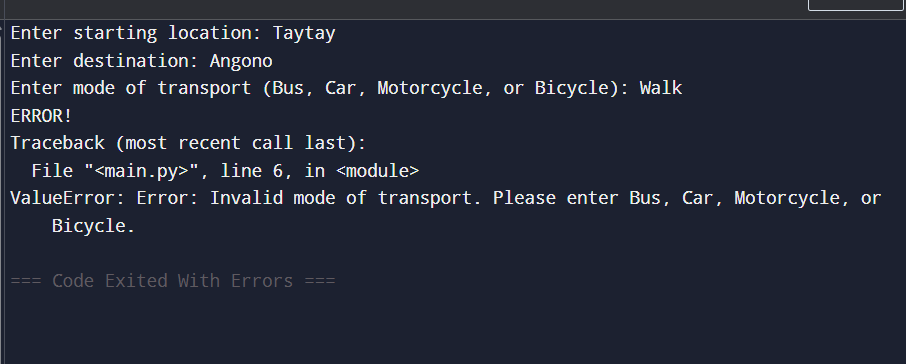 Enter starting location: Taytay
Enter destination: Angono
Enter mode of transport (Bus, Car, Motorcycle, or Bicycle): Walk
ERROR!
Traceback (most recent call last):
  File "<main.py>", line 6, in <module>
ValueError: Error: Invalid mode of transport. Please enter Bus, Car, Motorcycle, or
    Bicycle.
=== Code Exited With Errors ===